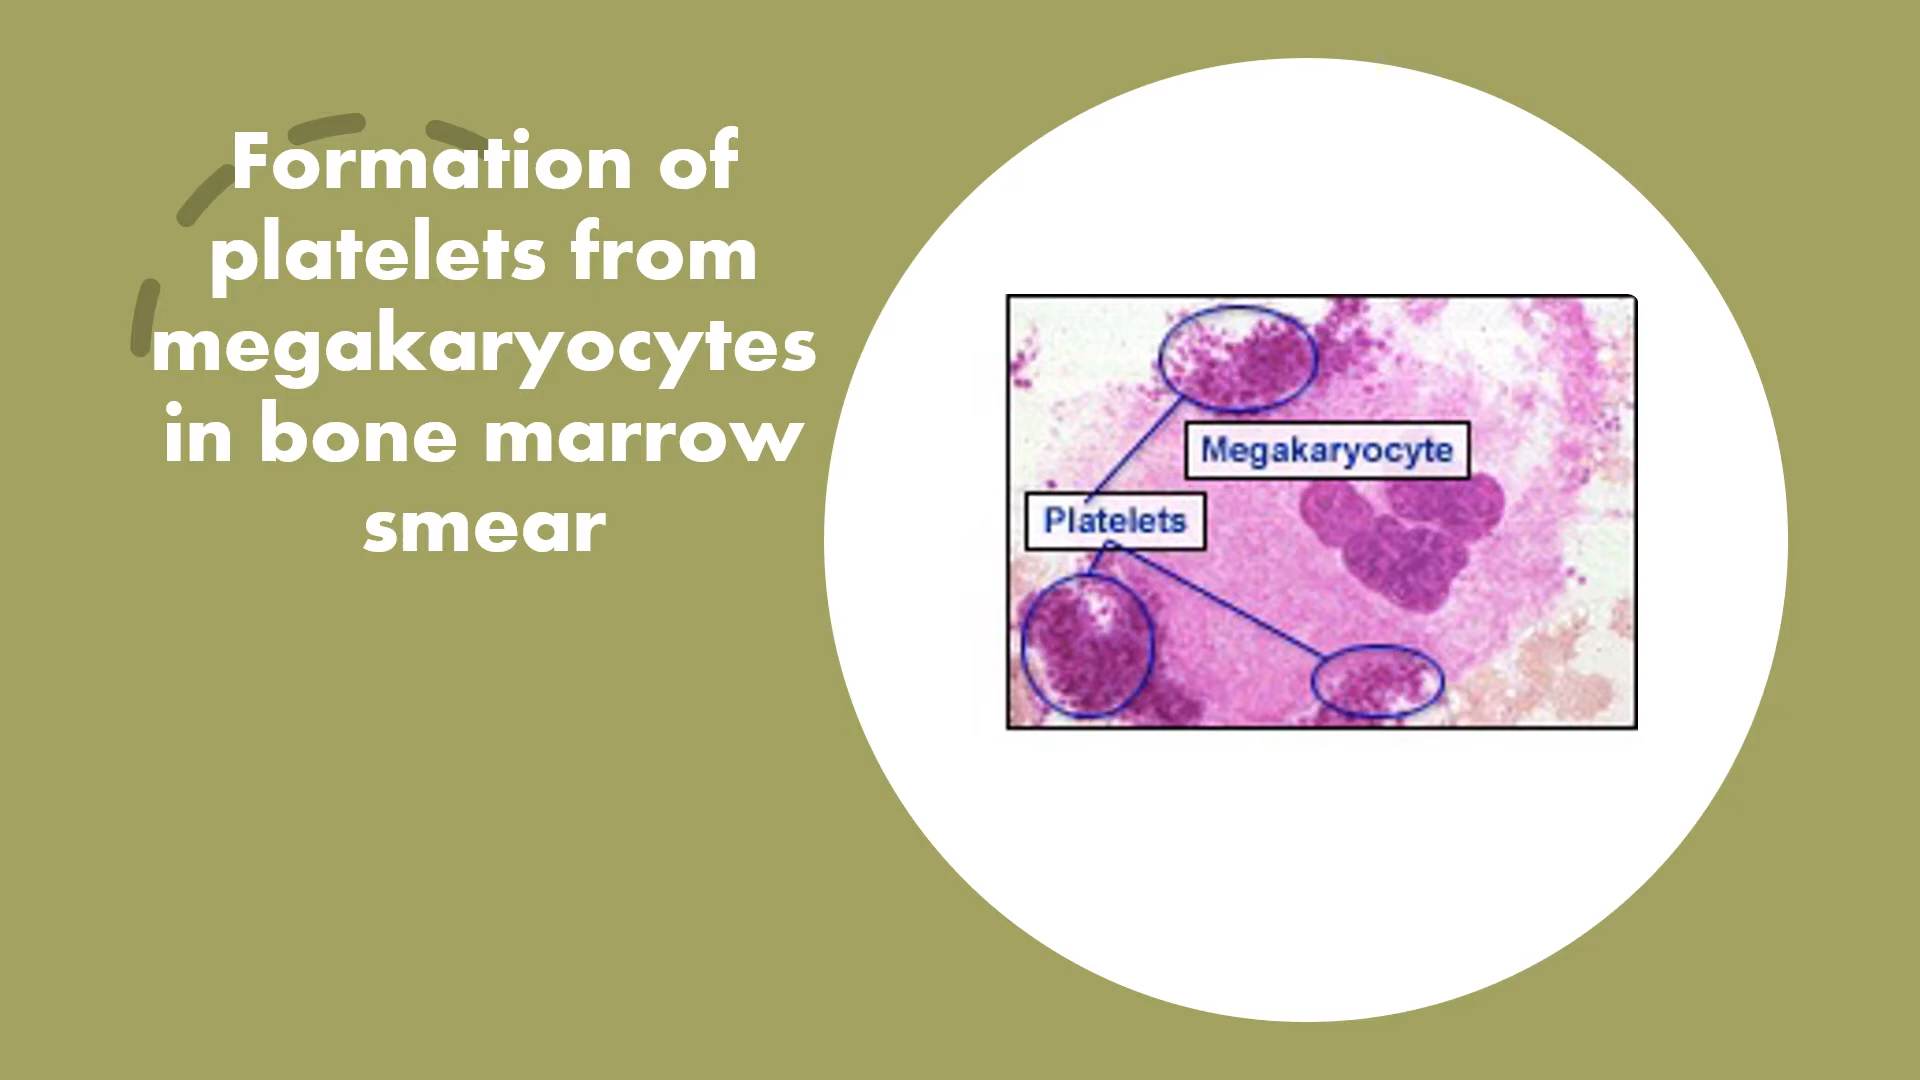 Formation of
platelets from
megakaryocytes
in bone marrow
smear
Megakaryocyte
Platelets